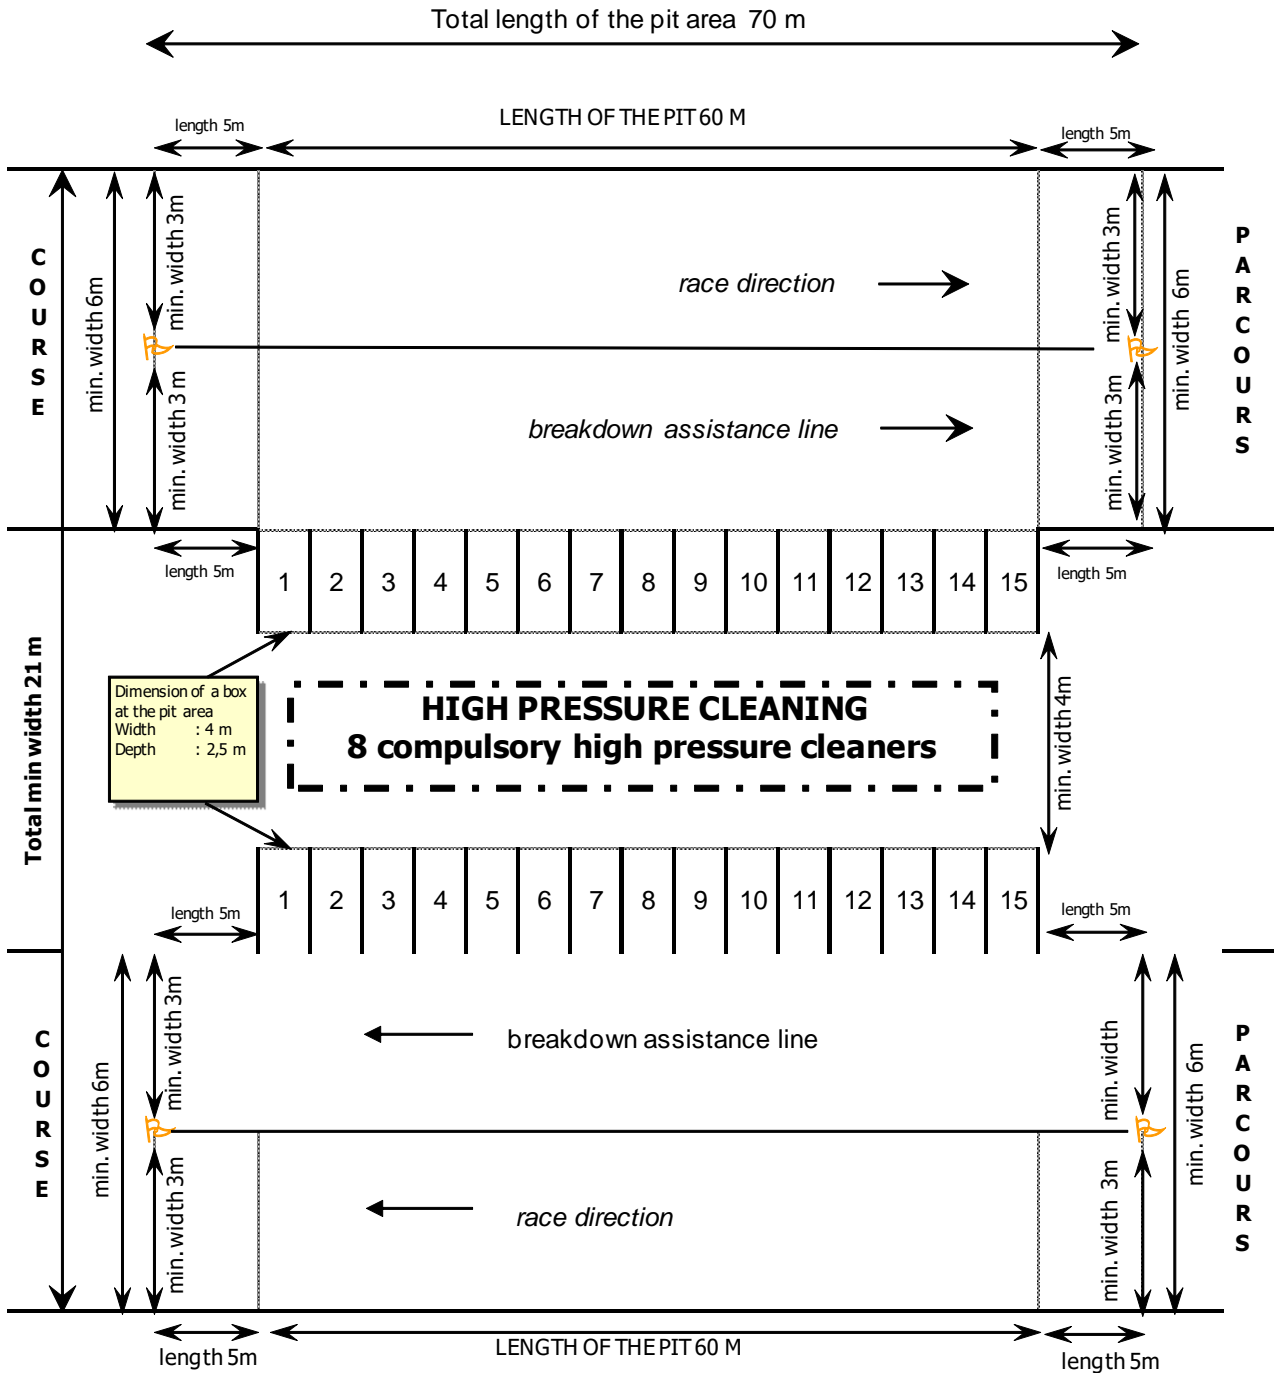 Total length of the pit area 70 m
LENGTH OF THE PIT 60 M
length 5m
length 5m
min. width 3m
min. width 3m
COURSE
PARCOURS
min. width 6m
min. width 6m
race direction
breakdown assistance line
min. width 3 m
min. width 3m
length 5m
length 5m
1 2 3 4 5 6 7 8 9 10 11 12 13 14 15
Total min width 21 m
Dimension of a box
at the pit area
Width : 4 m
Depth : 2,5 m
HIGH PRESSURE CLEANING
8 compulsory high pressure cleaners
min. width 4m
1 2 3 4 5 6 7 8 9 10 11 12 13 14 15
length 5m
length 5m
min. width 3m
min. width
COURSE
PARCOURS
min. width 6m
min. width 6m
breakdown assistance line
race direction
min. width 3m
min. width 3m
LENGTH OF THE PIT 60 M
length 5m
length 5m